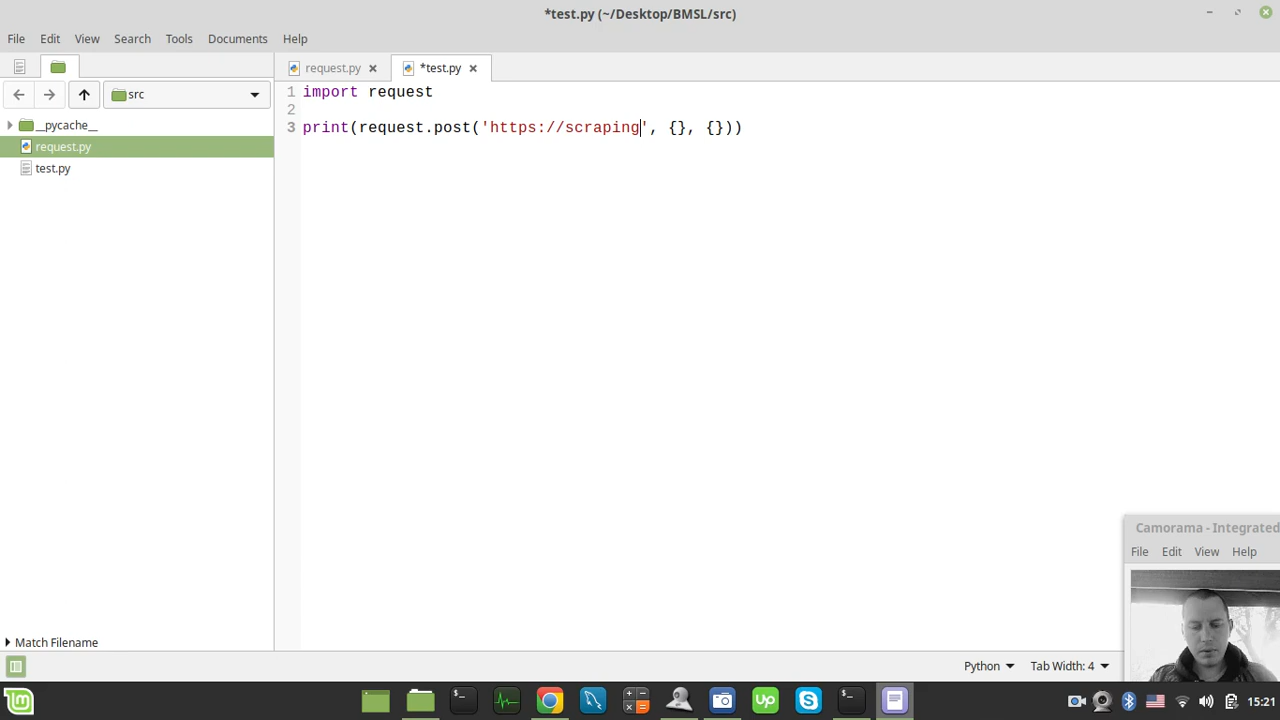 *test.py (~/Desktop/BMSL/src)
File Edit View Search Tools Documents Help
request.py
*test.py
src
__pycache__
request.py
test.py
1 import request
2
3 print(request.post('https://scraping', {}, {}))
Camorama - Integrated
File Edit View Help
Match Filename
Python
Tab Width: 4
up
15:21